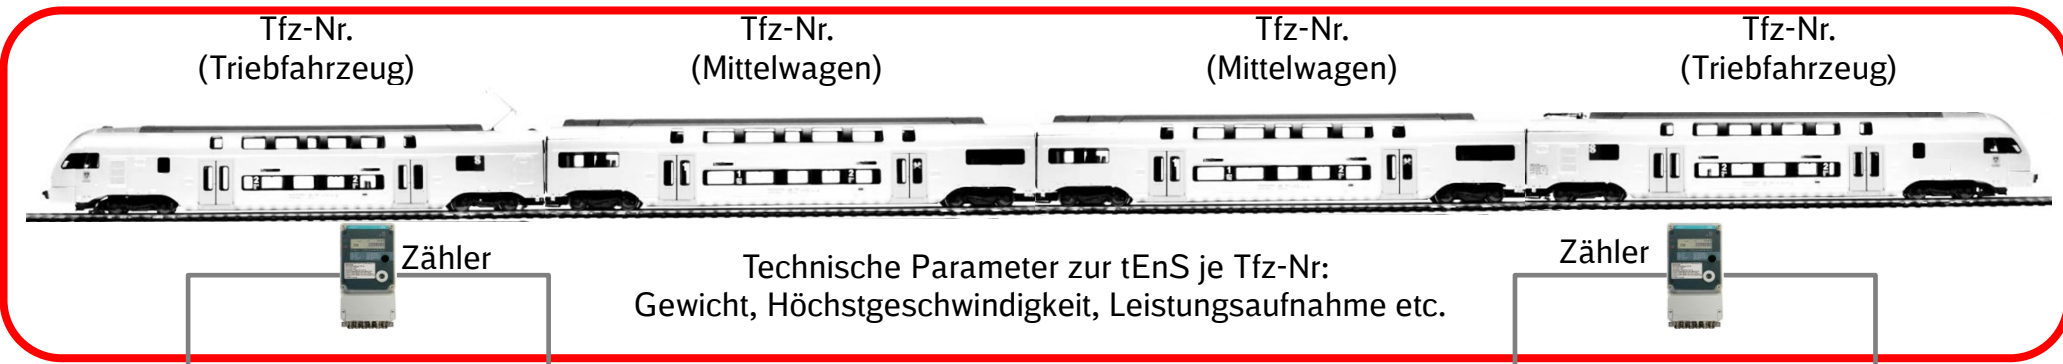 Tfz-Nr.
(Triebfahrzeug)
Tfz-Nr.
(Mittelwagen)
Tfz-Nr.
(Mittelwagen)
Tfz-Nr.
(Triebfahrzeug)
Zähler
Technische Parameter zur tEnS je Tfz-Nr:
Gewicht, Höchstgeschwindigkeit, Leistungsaufnahme etc.
Zähler